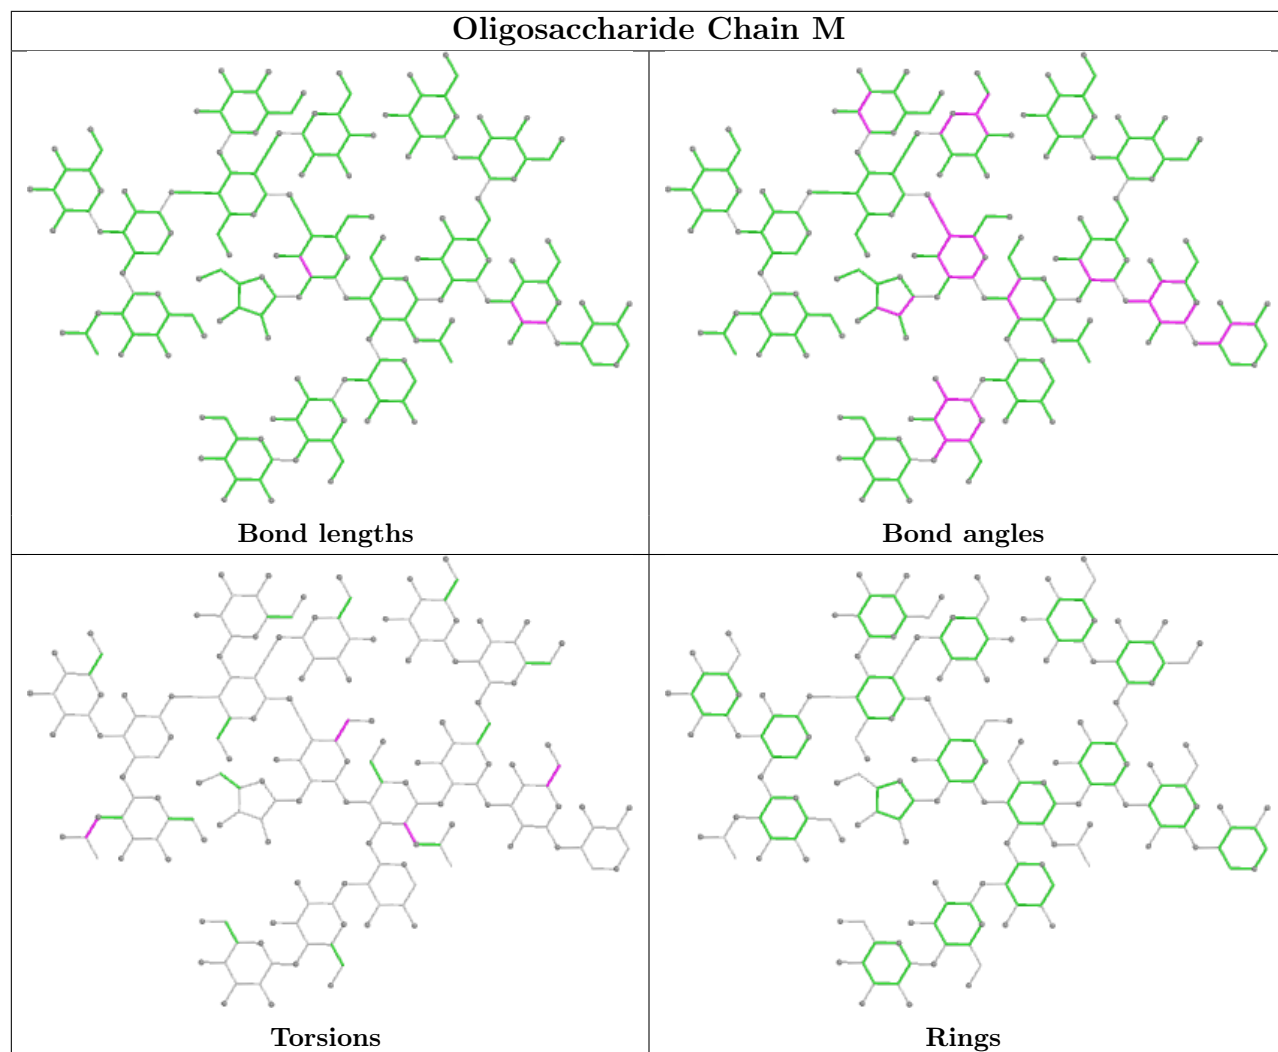 Oligosaccharide Chain M
Bond lengths
Bond angles
Torsions
Rings